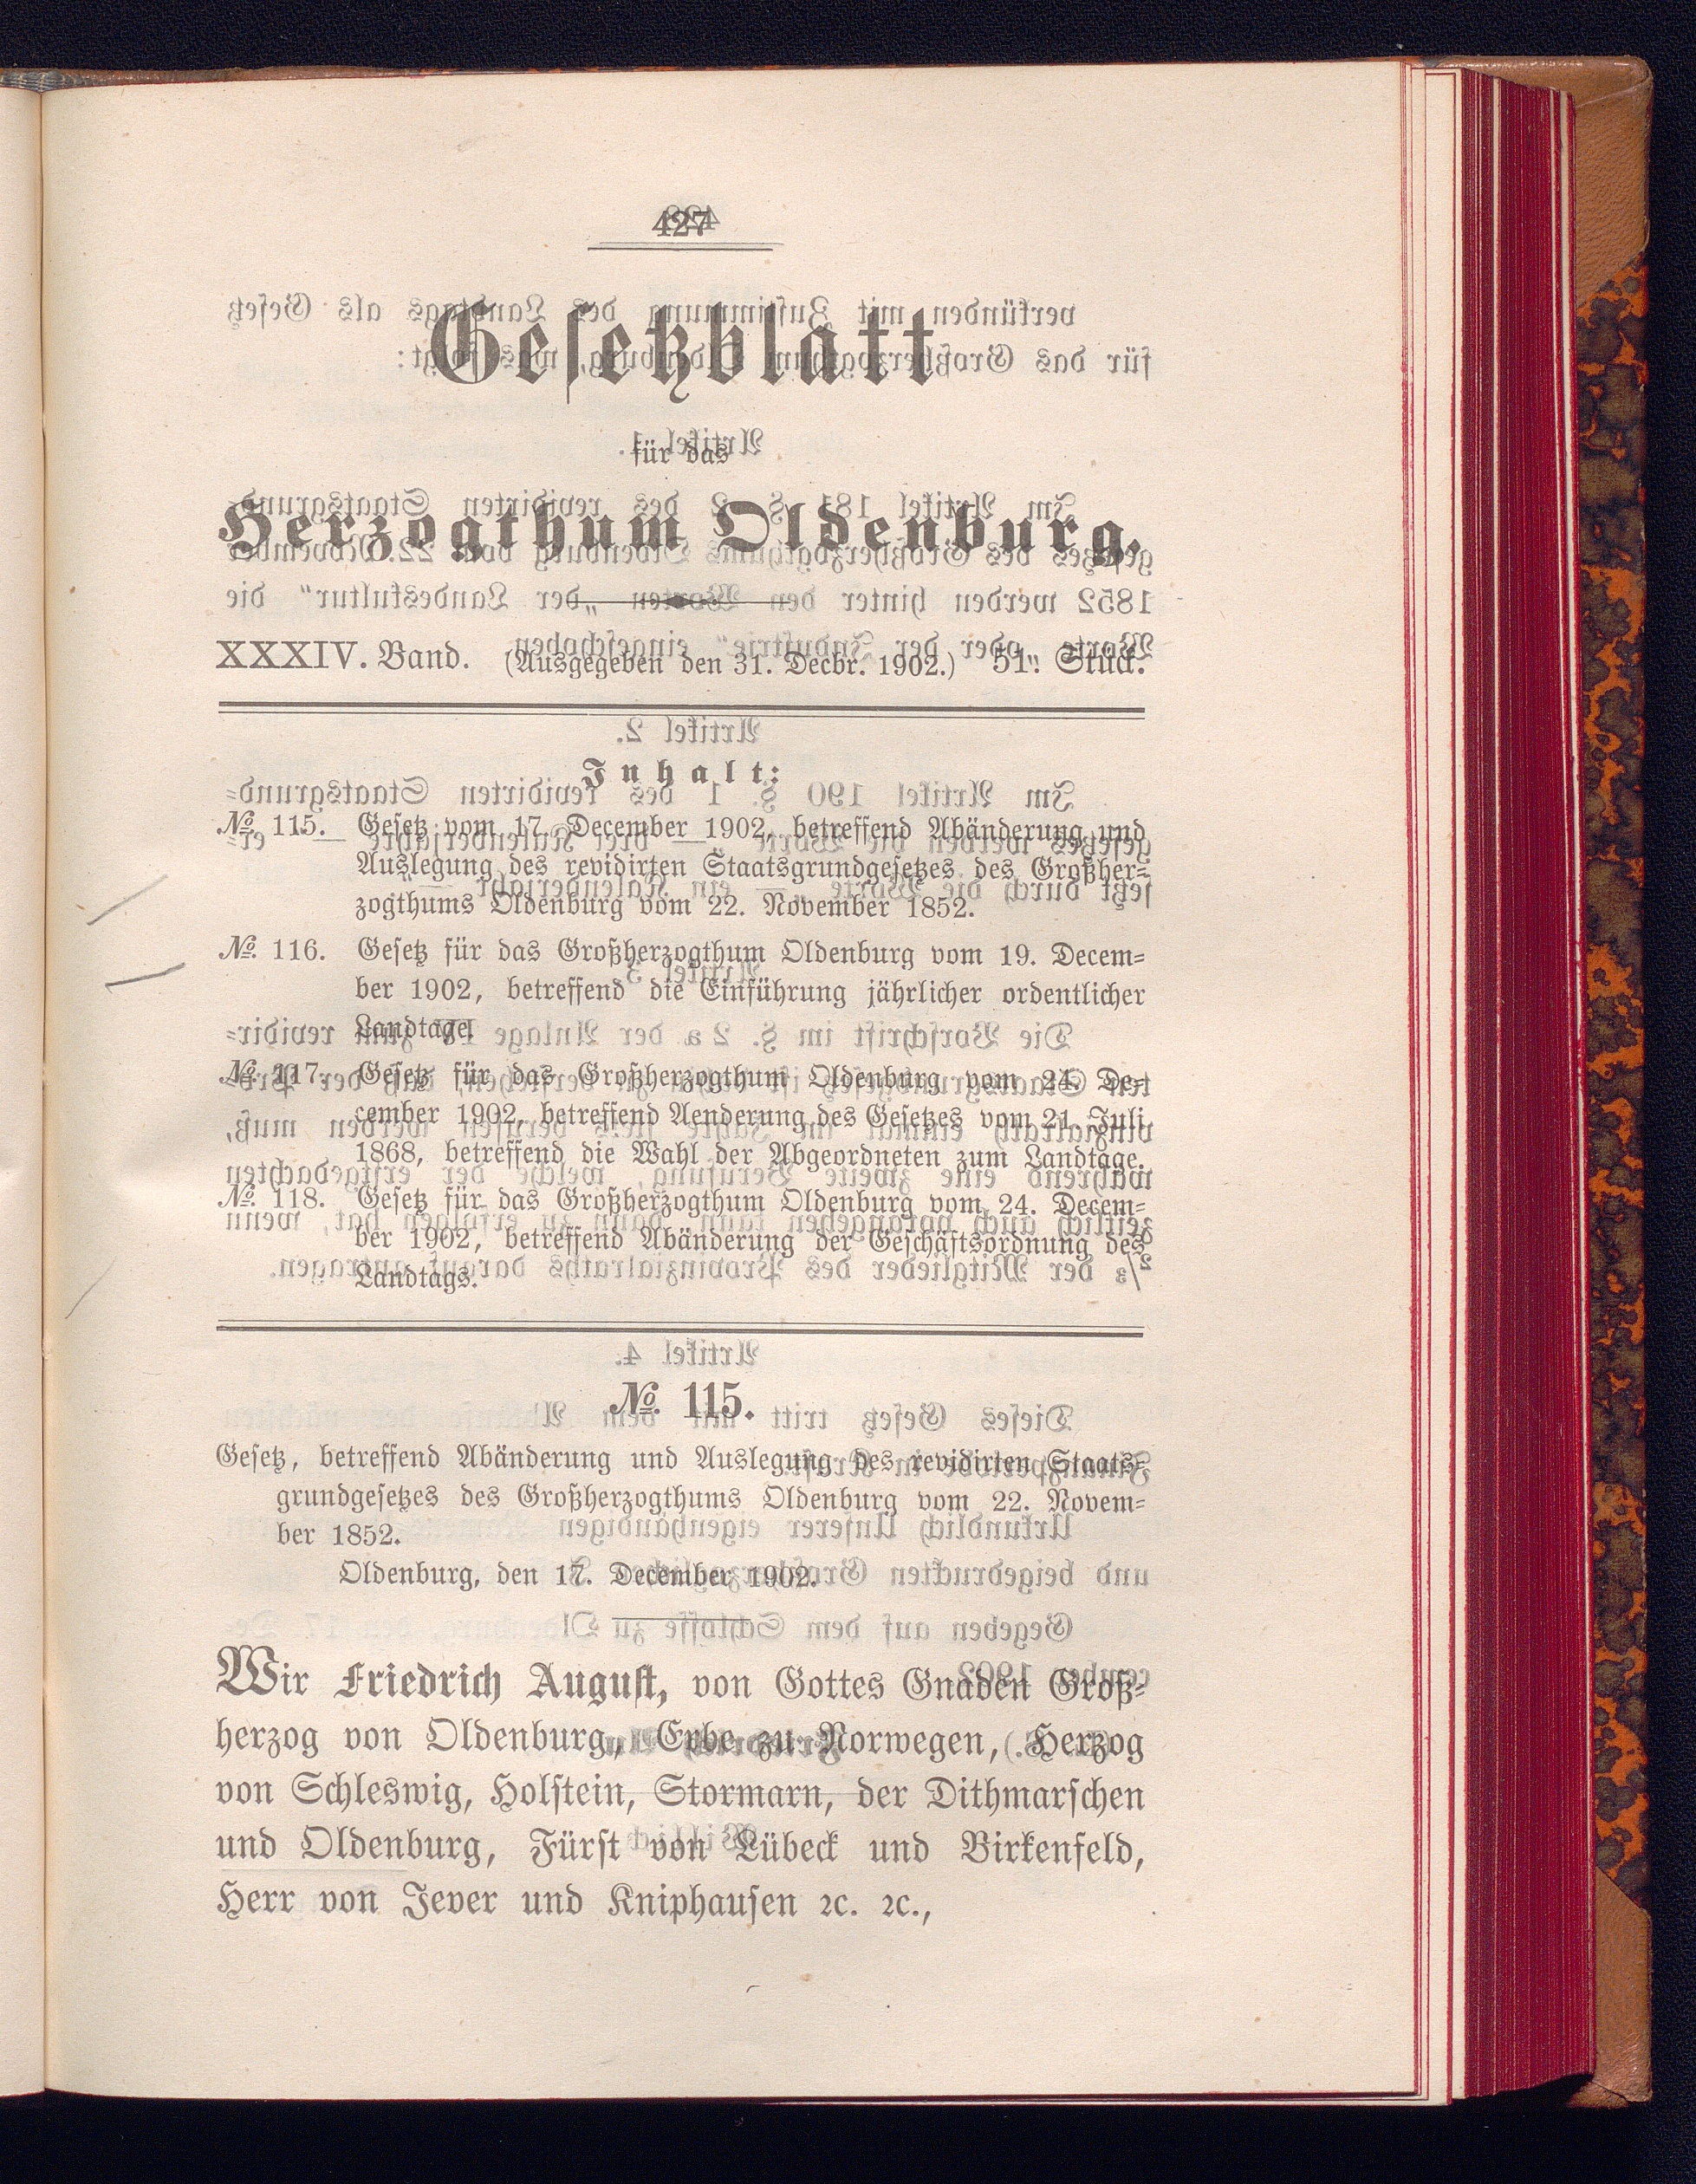 427
Gesetzblatt
für das
Herzogthum Oldenburg.
XXXIV. Band. (Ausgegeben den 31. Decbr. 1902.) 51. Stück.
Inhalt:
№. 115. Gesetz vom 17. December 1902, betreffend Abänderung und
Auslegung des revidirten Staatsgrundgesetzes des Großher-
zogthums Oldenburg vom 22. November 1852.
№. 116. Gesetz für das Großherzogthum Oldenburg vom 19. Decem-
ber 1902, betreffend die Einführung jährlicher ordentlicher
Landtage.
№. 117. Gesetz für das Großherzogthum Oldenburg vom 24. De-
cember 1902, betreffend Aenderung des Gesetzes vom 21. Juli
1868, betreffend die Wahl der Abgeordneten zum Landtage.
№. 118. Gesetz für das Großherzogthum Oldenburg vom 24. Decem-
ber 1902, betreffend Abänderung der Geschäftsordnung des
Landtags.
№. 115.
Gesetz, betreffend Abänderung und Auslegung des revidirten Staats-
grundgesetzes des Großherzogthums Oldenburg vom 22. Novem-
ber 1852.
Oldenburg, den 17. December 1902.
Wir Friedrich August, von Gottes Gnaden Groß-
herzog von Oldenburg, Erbe zu Norwegen, Herzog
von Schleswig, Holstein, Stormarn, der Dithmarschen
und Oldenburg, Fürst von Lübeck und Birkenfeld,
Herr von Jever und Kniphausen ꝛc. ꝛc.,